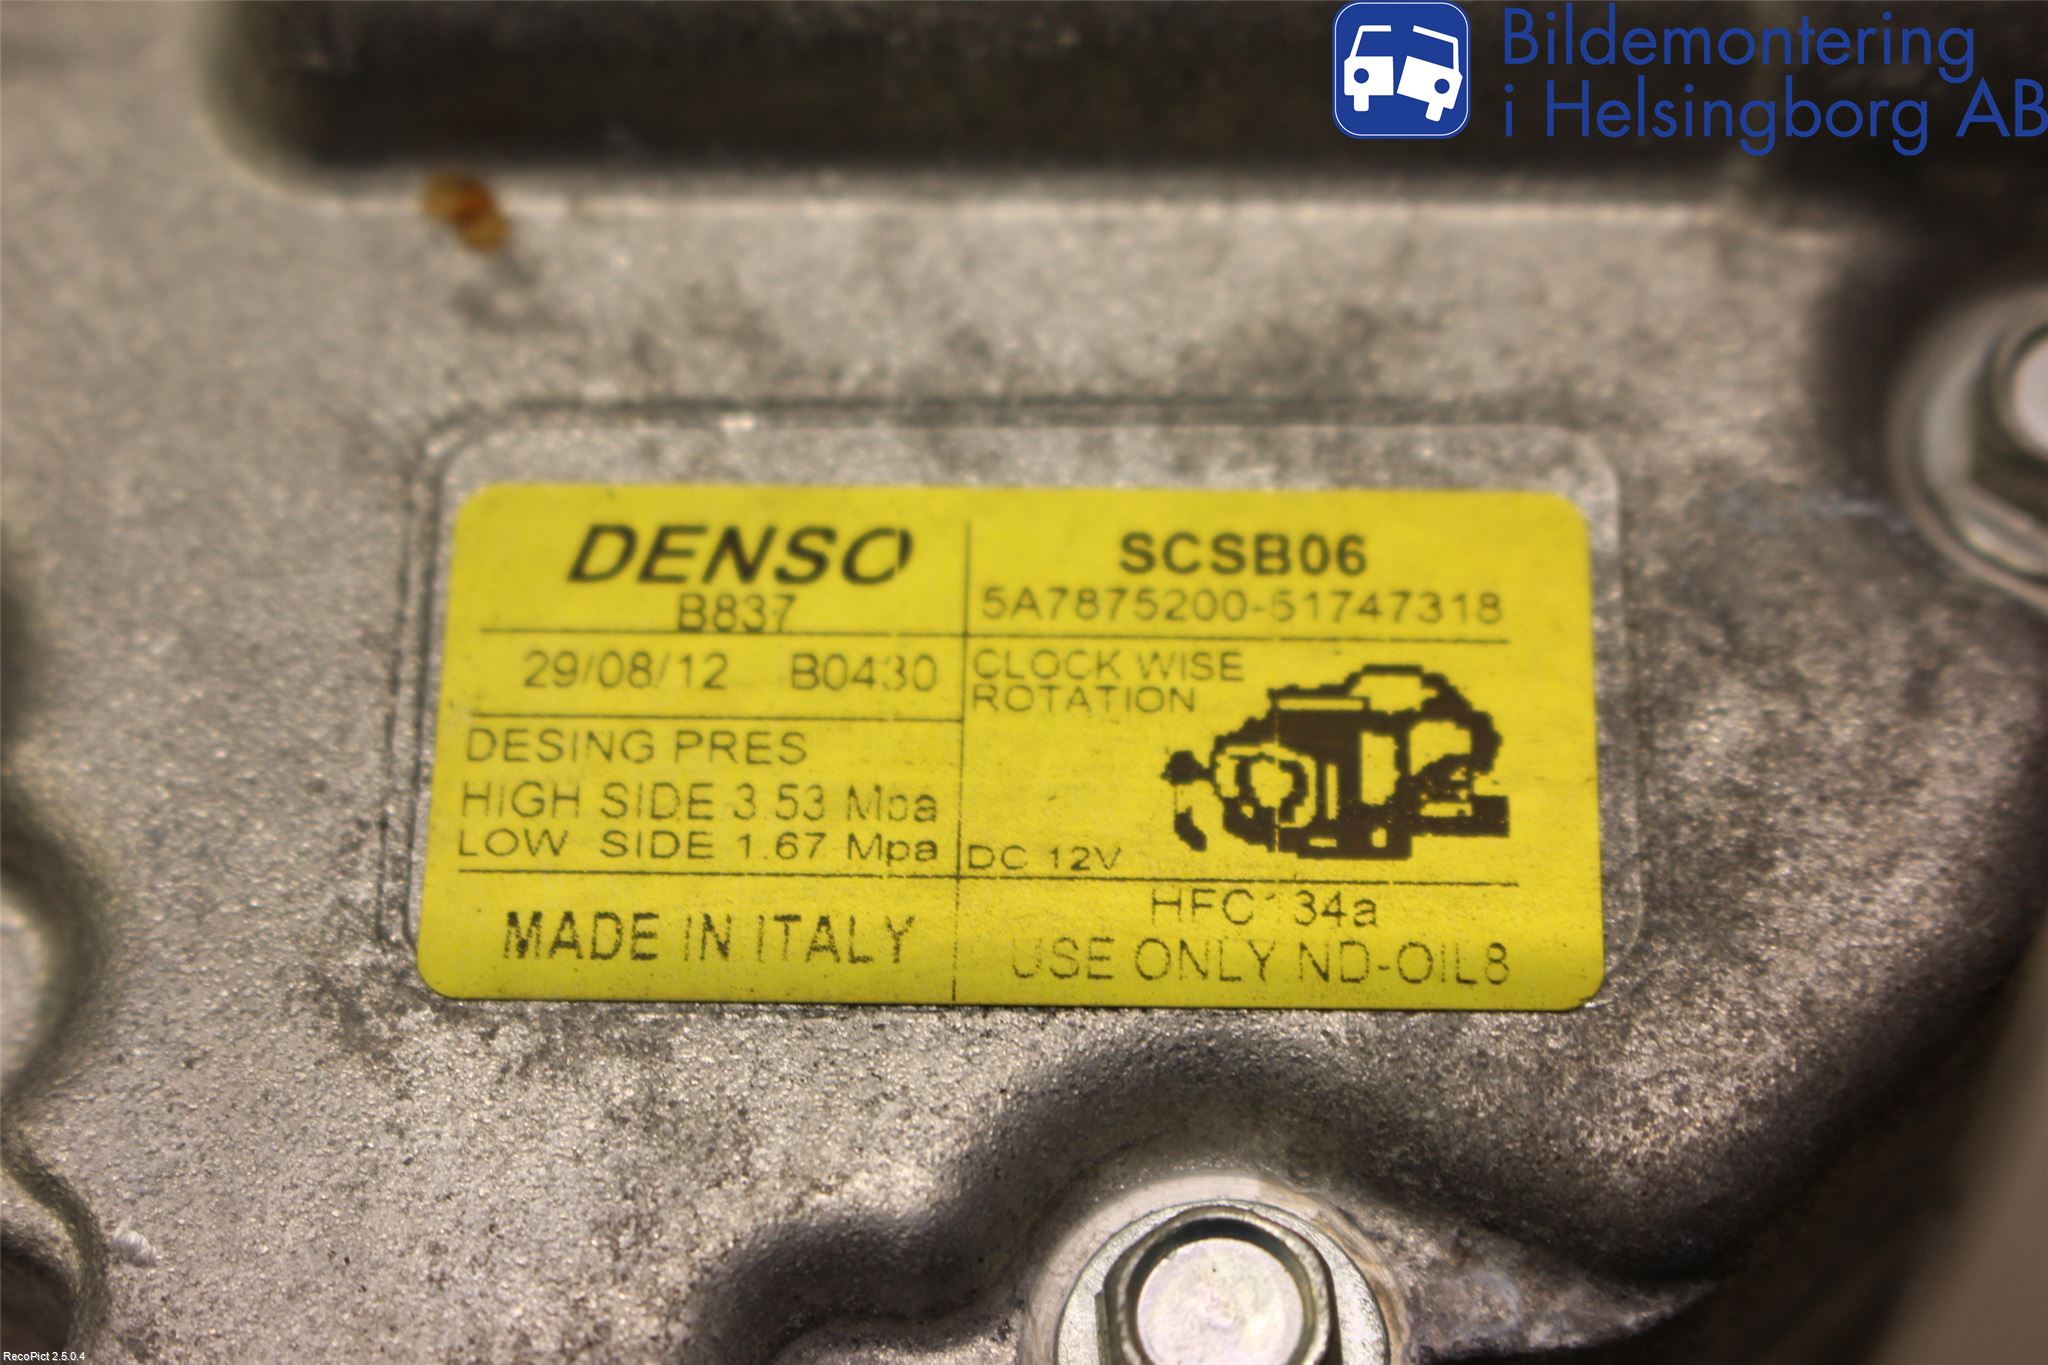 Bildemontering
i Helsingborg AB
DENSO
B837
SCSB06
5A7875200-51747318
29/08/12 B0430
CLOCK WISE
ROTATION
DESING PRES
HIGH SIDE 3.53 Mpa
LOW SIDE 1.67 Mpa
DC 12V
MADE IN ITALY
HFC134a
USE ONLY ND-OIL8
RecoPict 2.5.0.4